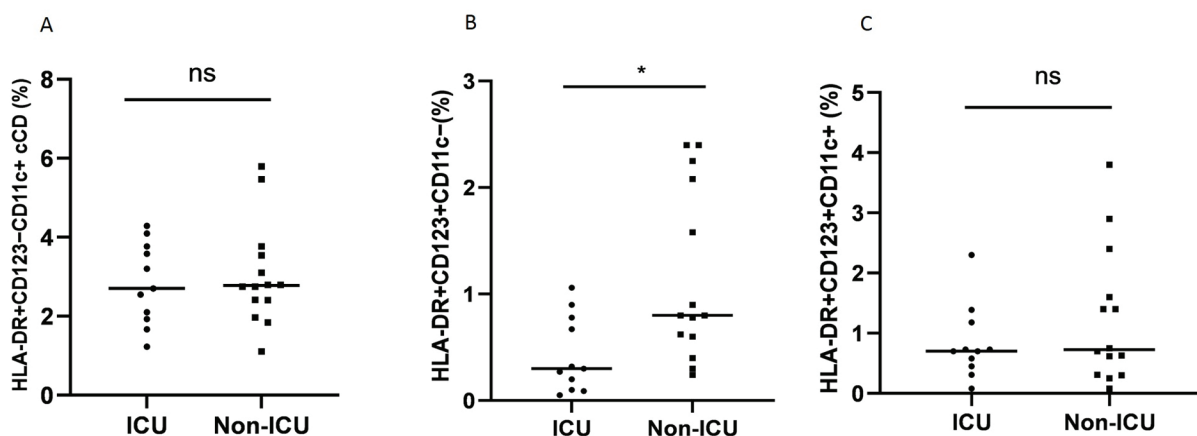 A
HLA-DR+CD123−CD11c+ cCD (%)
8
6
4
2
0
ns
ICU
Non-ICU
B
HLA-DR+CD123+CD11c−(%)
3
2
1
0
*
ICU
Non-ICU
C
HLA-DR+CD123+CD11c+ (%)
5
4
3
2
1
0
ns
ICU
Non-ICU